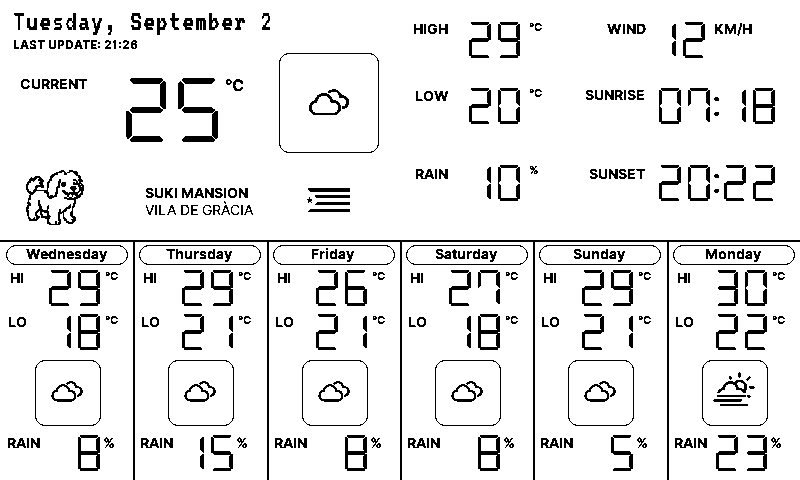 Tuesday, September 2
LAST UPDATE: 21:26
CURRENT 25 °C
HIGH 29 °C
WIND 12 KM/H
LOW 20 °C
SUNRISE 07:18
RAIN 10 %
SUNSET 20:22
SUKI MANSION
VILA DE GRÀCIA
Wednesday
HI 29 °C
LO 18 °C
RAIN 8 %
Thursday
HI 29 °C
LO 21 °C
RAIN 15 %
Friday
HI 26 °C
LO 21 °C
RAIN 8 %
Saturday
HI 27 °C
LO 18 °C
RAIN 8 %
Sunday
HI 29 °C
LO 21 °C
RAIN 5 %
Monday
HI 30 °C
LO 22 °C
RAIN 23 %